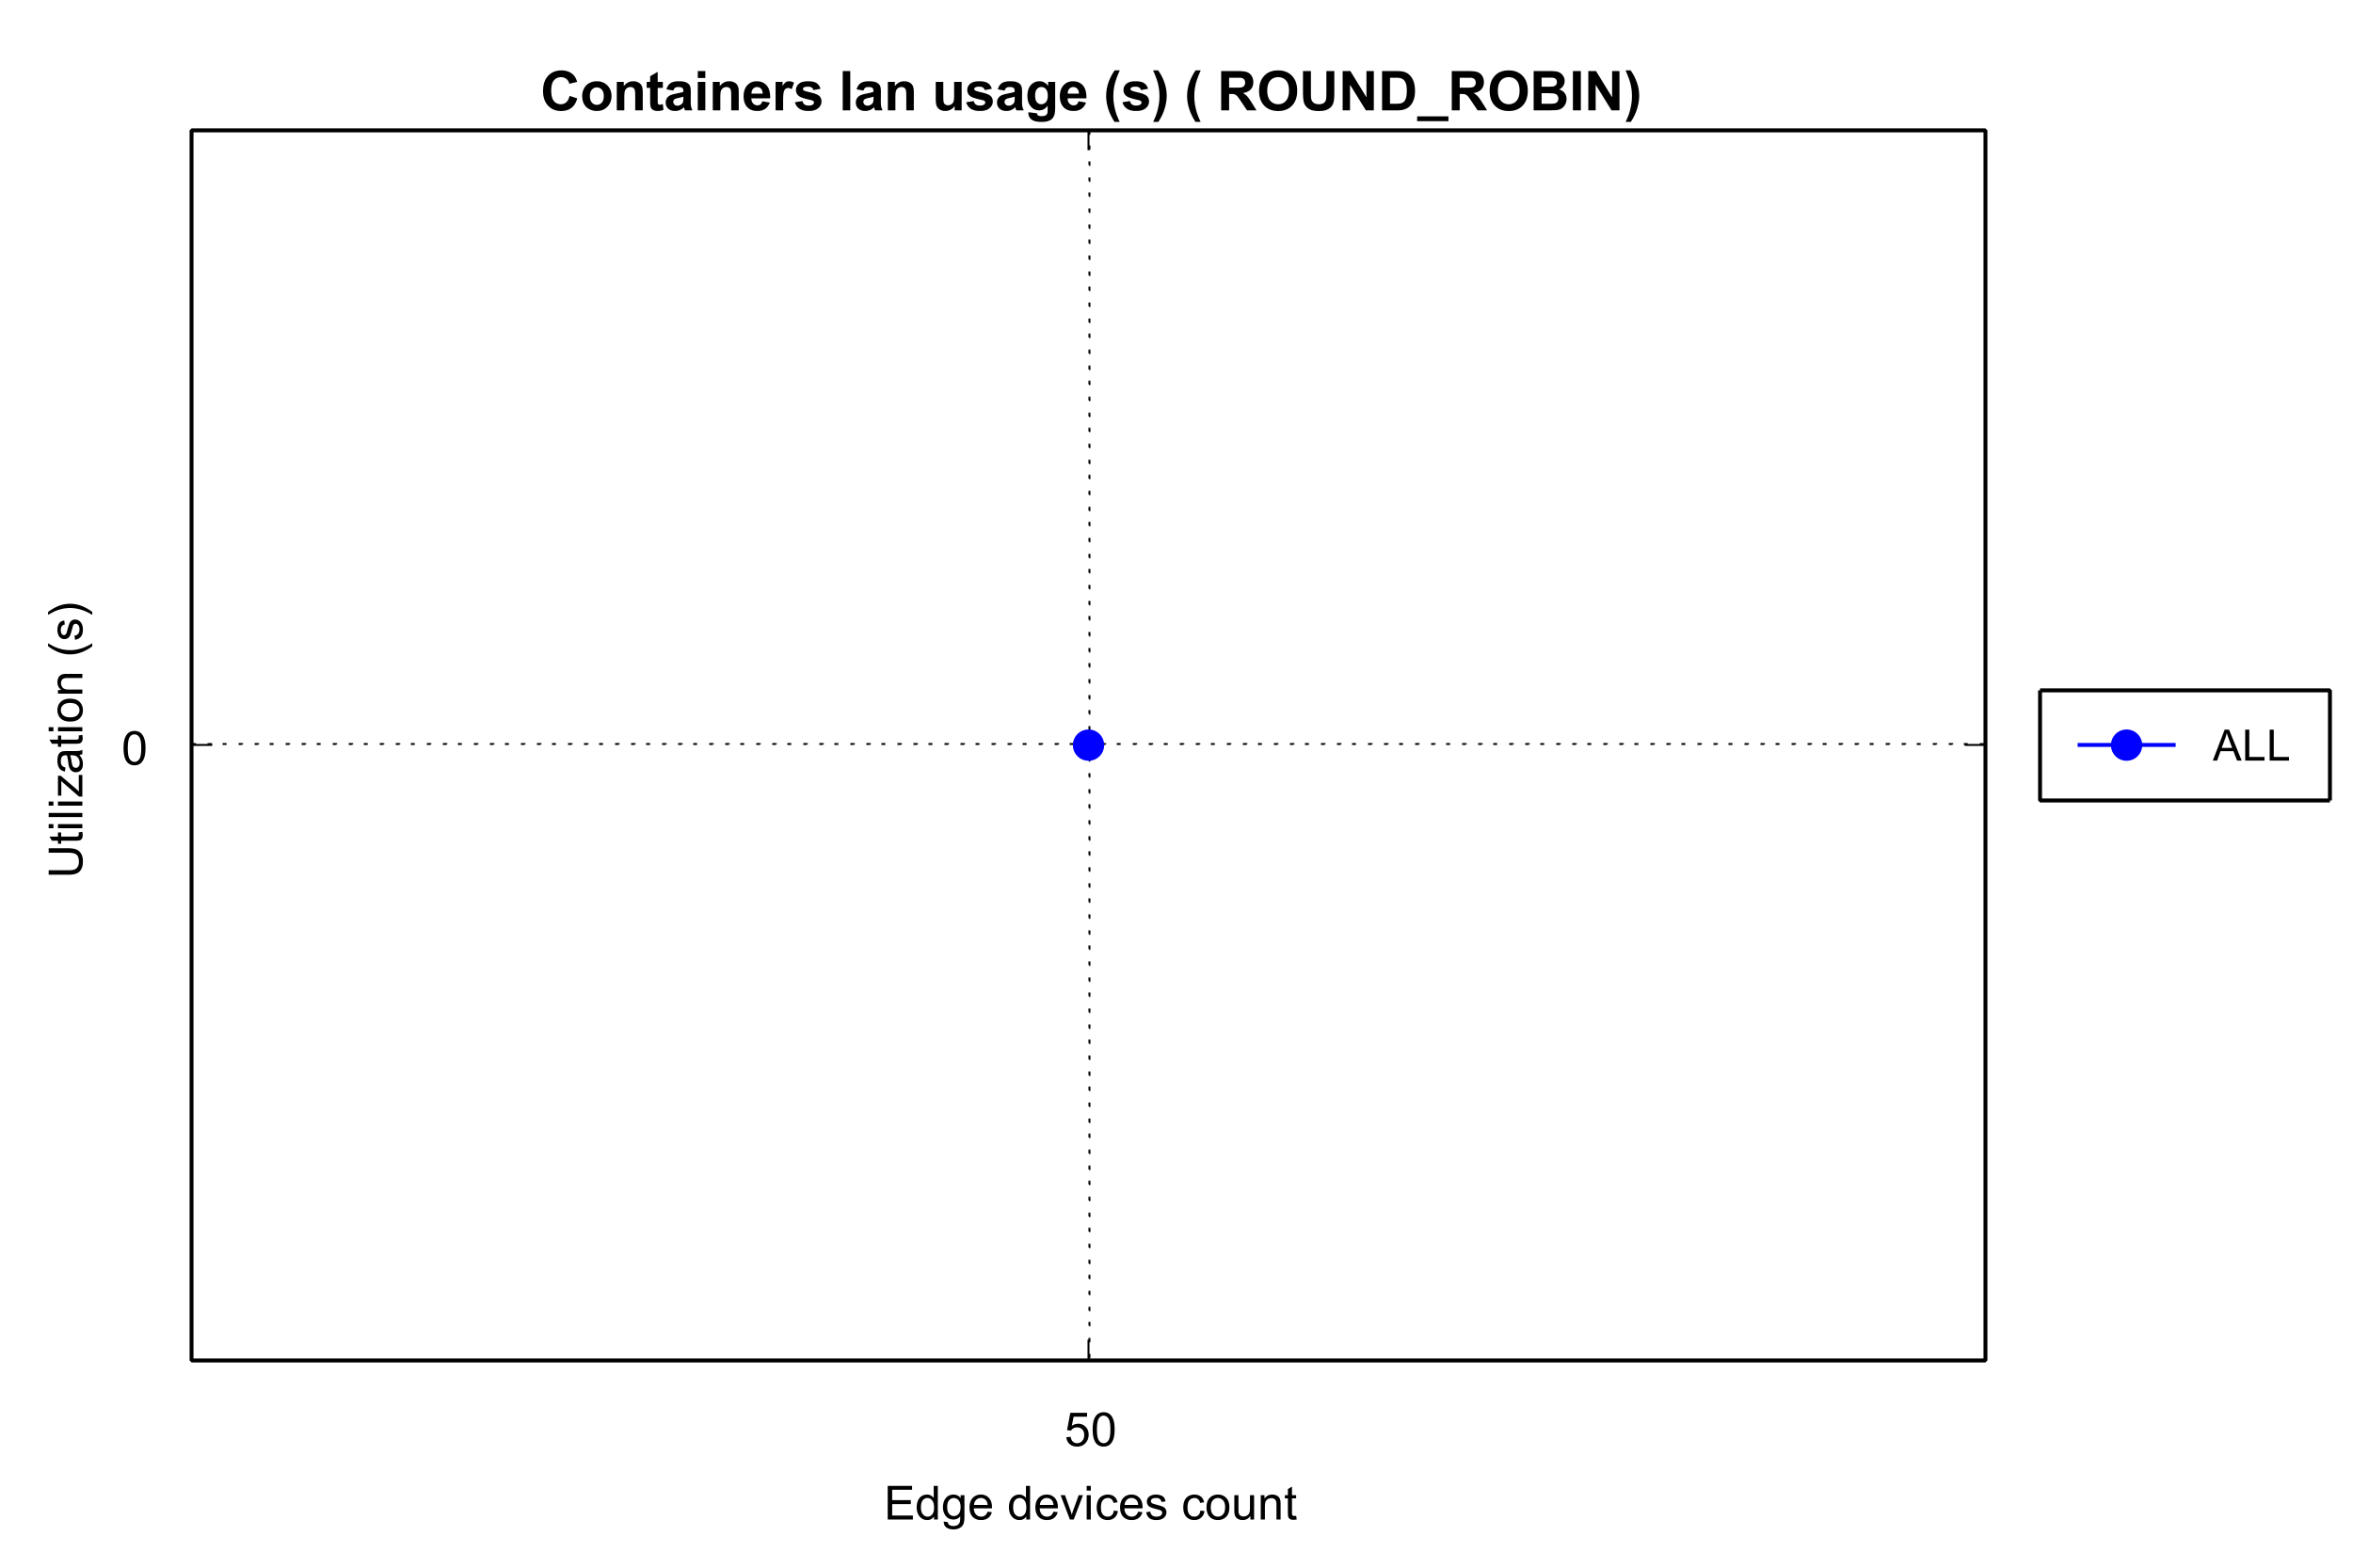 Containers lan usage (s) ( ROUND_ROBIN)
Utilization (s)
0
ALL
50
Edge devices count